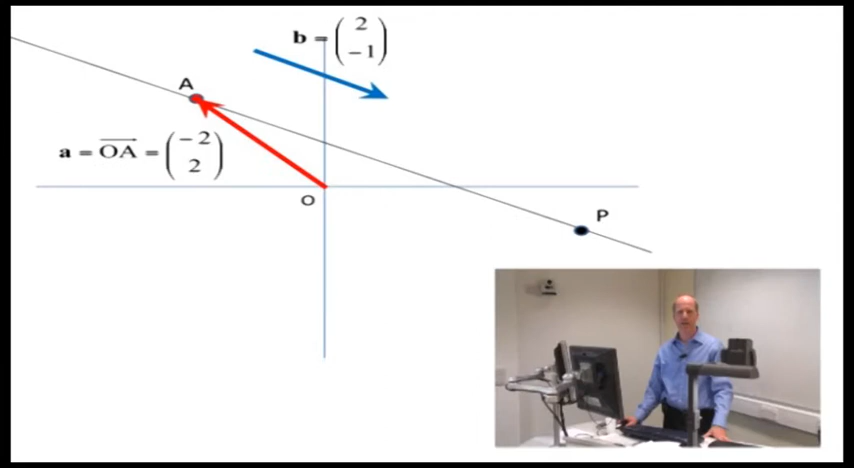 b = ( 2
−1 )
A
a = OA = ( −2
2 )
O
P